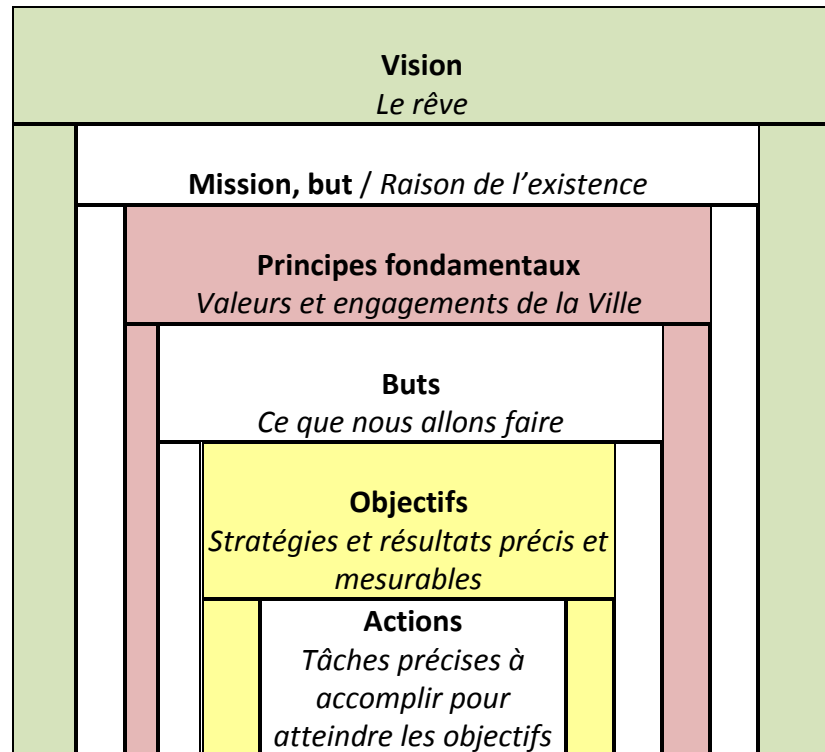 Vision
Le rêve
Mission, but / Raison de l’existence
Principes fondamentaux
Valeurs et engagements de la Ville
Buts
Ce que nous allons faire
Objectifs
Stratégies et résultats précis et
mesurables
Actions
Tâches précises à
accomplir pour
atteindre les objectifs